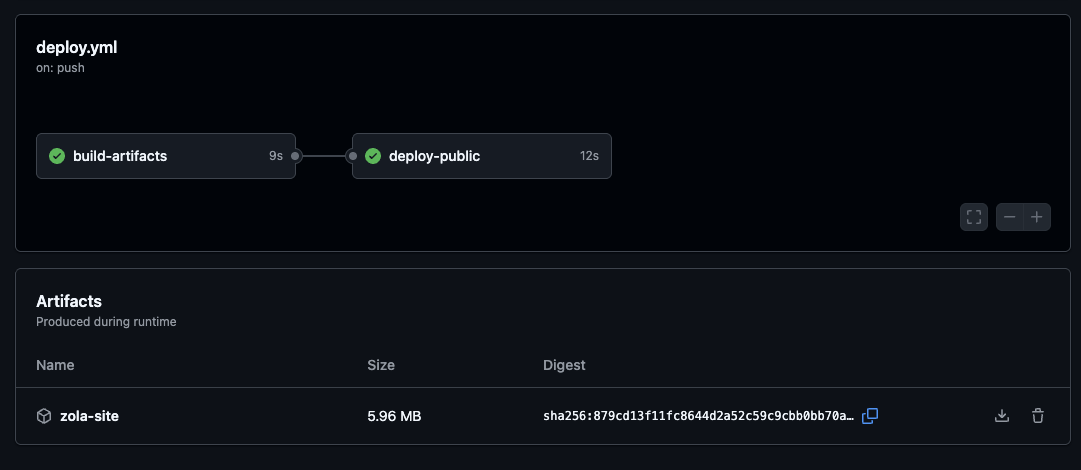 deploy.yml
on: push
build-artifacts 9s
deploy-public 12s
Artifacts
Produced during runtime
Name Size Digest
zola-site 5.96 MB sha256:879cd13f11fc8644d2a52c59c9cbb0bb70a…